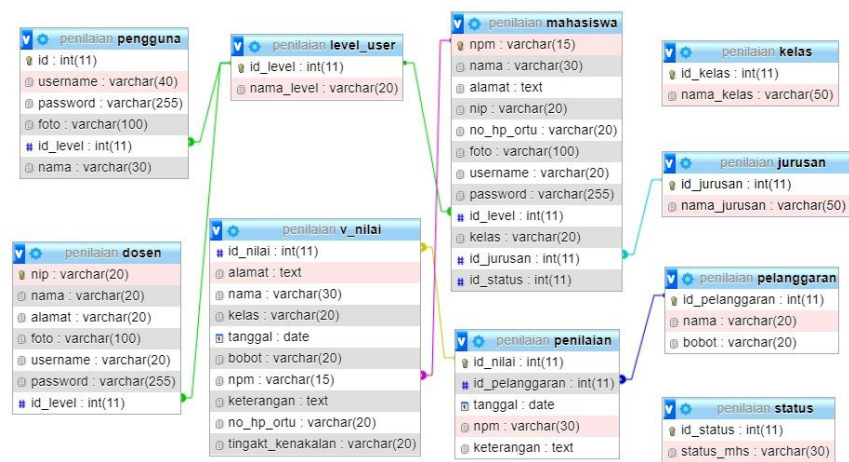 penilaian pengguna
id : int(11)
username : varchar(40)
password : varchar(255)
foto : varchar(100)
id_level : int(11)
nama : varchar(30)
penilaian level_user
id_level : int(11)
nama_level : varchar(20)
penilaian mahasiswa
npm : varchar(15)
nama : varchar(30)
alamat : text
nip : varchar(20)
no_hp_ortu : varchar(20)
foto : varchar(100)
username : varchar(20)
password : varchar(255)
id_level : int(11)
kelas : varchar(20)
id_jurusan : int(11)
id_status : int(11)
penilaian kelas
id_kelas : int(11)
nama_kelas : varchar(50)
penilaian jurusan
id_jurusan : int(11)
nama_jurusan : varchar(50)
penilaian dosen
nip : varchar(20)
nama : varchar(20)
alamat : varchar(20)
foto : varchar(100)
username : varchar(20)
password : varchar(255)
id_level : int(11)
penilaian v_nilai
id_nilai : int(11)
alamat : text
nama : varchar(30)
kelas : varchar(20)
tanggal : date
bobot : varchar(20)
npm : varchar(15)
keterangan : text
no_hp_ortu : varchar(20)
tingakt_kenakalan : varchar(20)
penilaian penilaian
id_nilai : int(11)
id_pelanggaran : int(11)
tanggal : date
npm : varchar(30)
keterangan : text
penilaian pelanggaran
id_pelanggaran : int(11)
nama : varchar(20)
bobot : varchar(20)
penilaian status
id_status : int(11)
status_mhs : varchar(30)